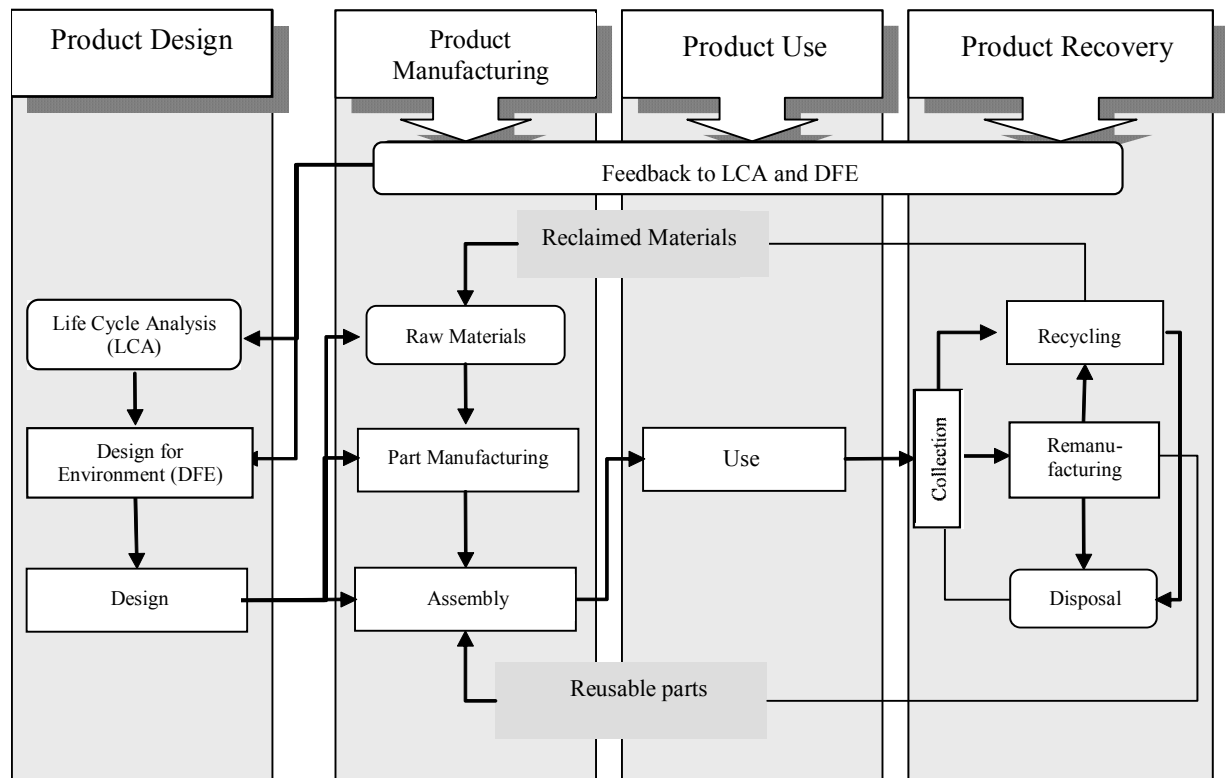 Product Design
Product
Manufacturing
Product Use
Product Recovery
Feedback to LCA and DFE
Reclaimed Materials
Life Cycle Analysis
(LCA)
Raw Materials
Recycling
Design for
Environment (DFE)
Part Manufacturing
Use
Collection
Remanu-
facturing
Design
Assembly
Disposal
Reusable parts